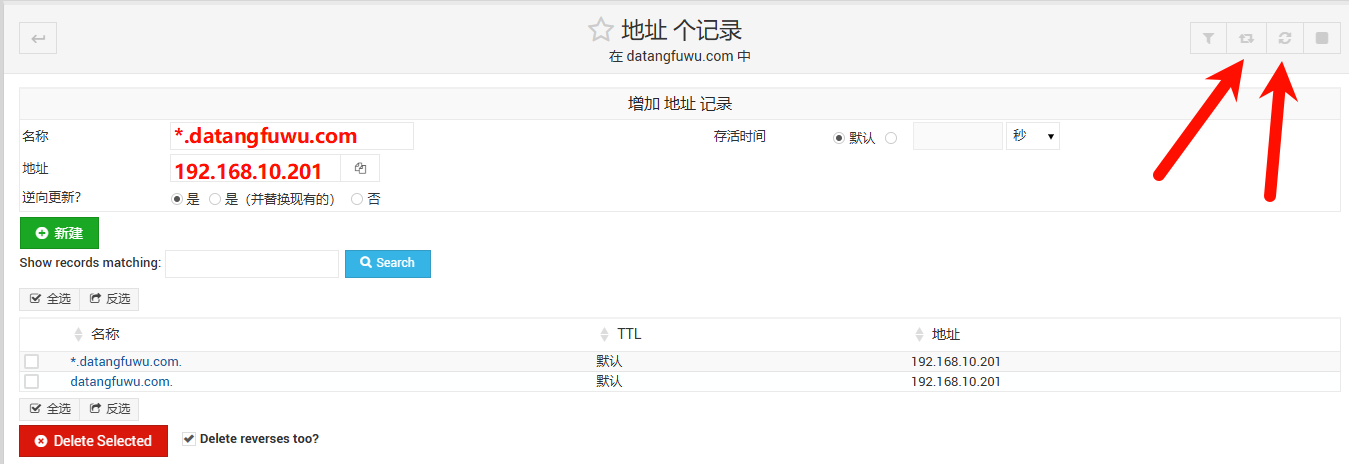 地址 个记录
在 datangfuwu.com 中
增加 地址 记录
名称 *.datangfuwu.com 存活时间 默认 秒
地址 192.168.10.201
逆向更新? 是 是（并替换现有的） 否
新建
Show records matching: Search
全选 反选
名称 TTL 地址
*.datangfuwu.com. 默认 192.168.10.201
datangfuwu.com. 默认 192.168.10.201
全选 反选
Delete Selected Delete reverses too?